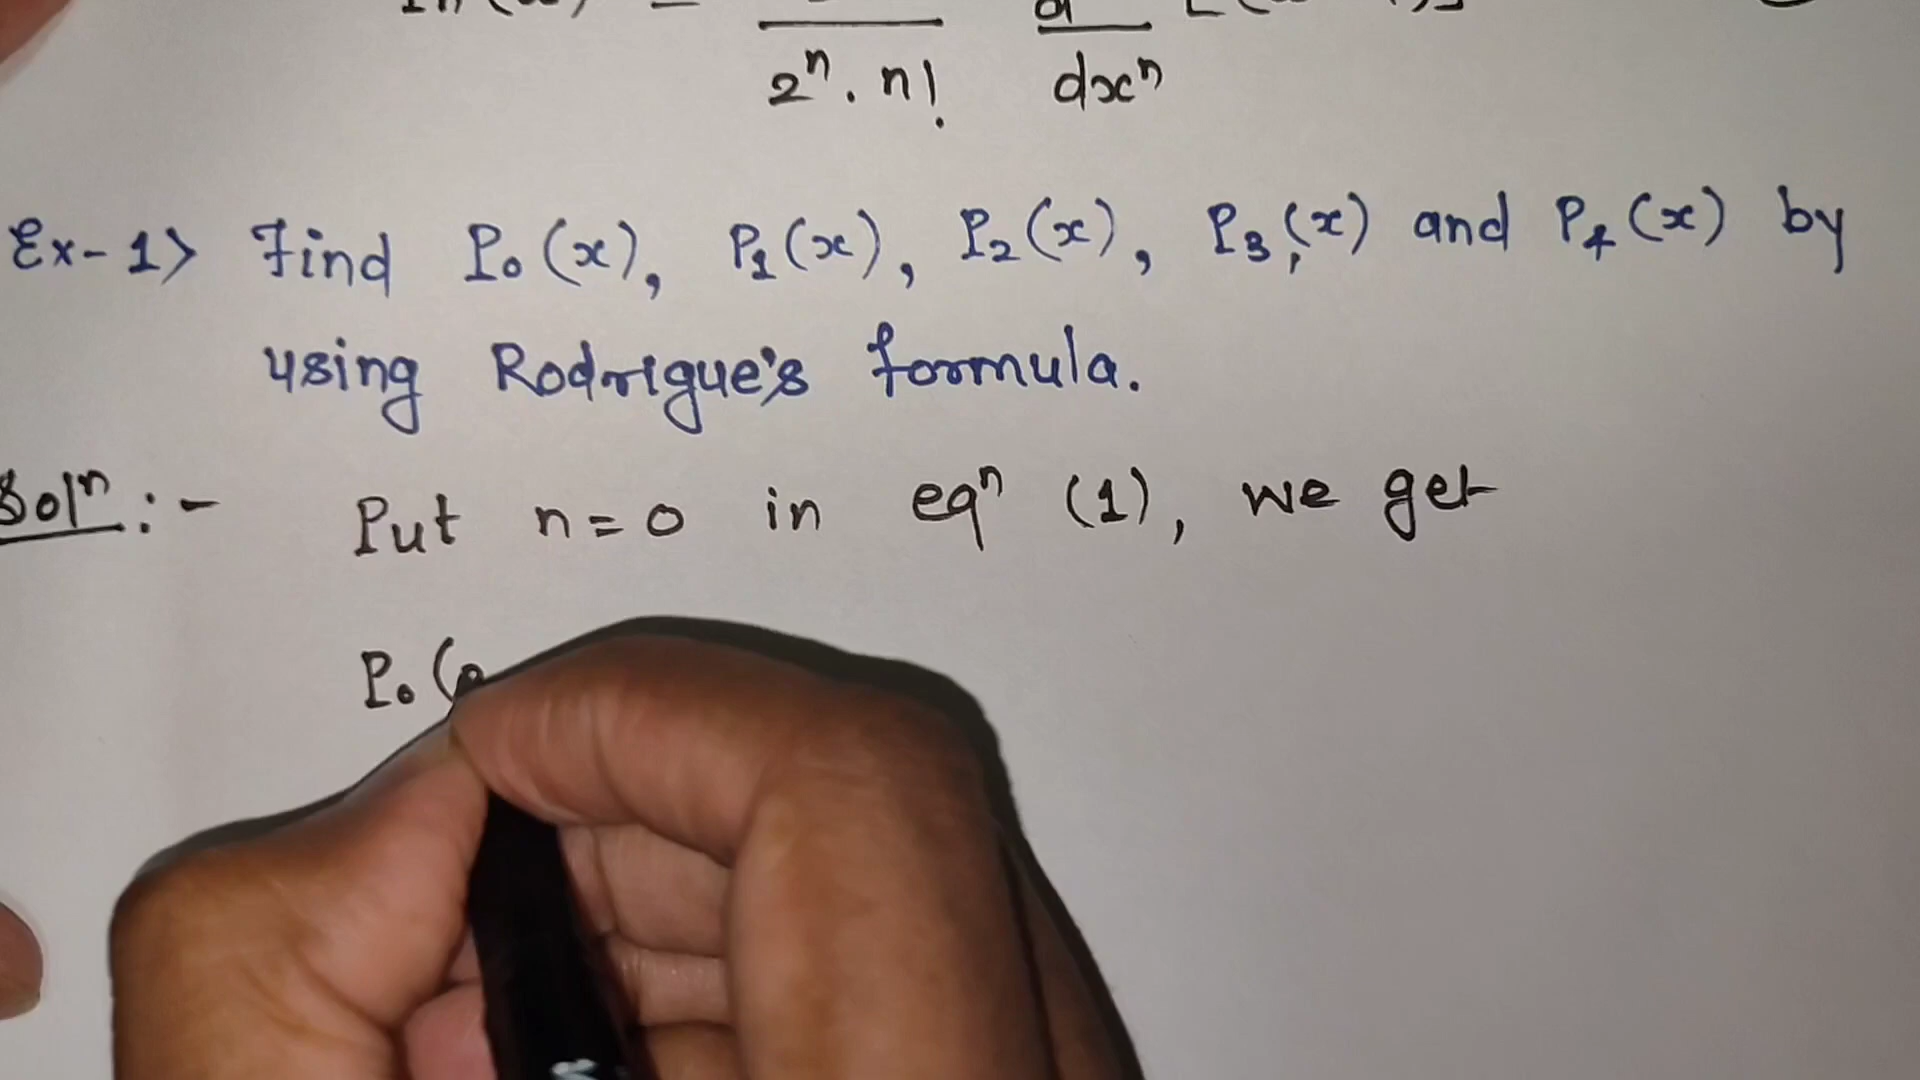 2ⁿ . n! dxⁿ
Ex-1> Find P₀(x), P₁(x), P₂(x), P₃(x) and P₄(x) by
using Rodrigue's formula.
Solⁿ :- Put n=0 in eqⁿ (1), we get
P₀(